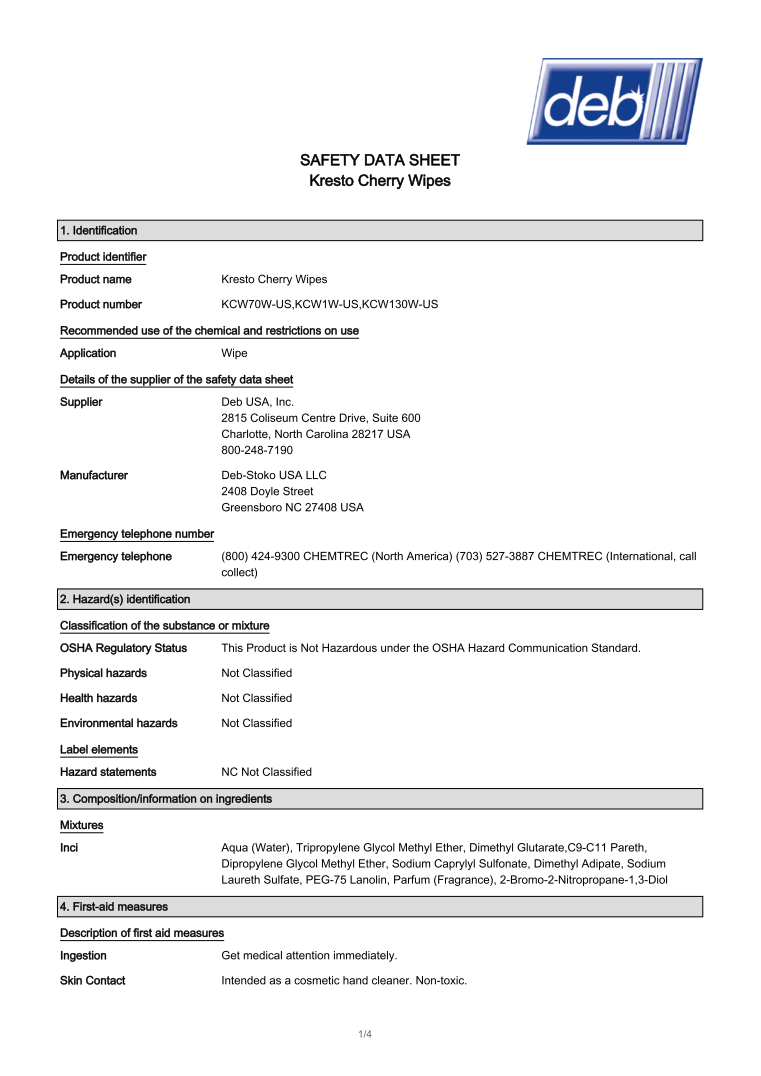 deb
SAFETY DATA SHEET
Kresto Cherry Wipes
1. Identification
Product identifier
Product name Kresto Cherry Wipes
Product number KCW70W-US,KCW1W-US,KCW130W-US
Recommended use of the chemical and restrictions on use
Application Wipe
Details of the supplier of the safety data sheet
Supplier Deb USA, Inc.
2815 Coliseum Centre Drive, Suite 600
Charlotte, North Carolina 28217 USA
800-248-7190
Manufacturer Deb-Stoko USA LLC
2408 Doyle Street
Greensboro NC 27408 USA
Emergency telephone number
Emergency telephone (800) 424-9300 CHEMTREC (North America) (703) 527-3887 CHEMTREC (International, call
collect)
2. Hazard(s) identification
Classification of the substance or mixture
OSHA Regulatory Status This Product is Not Hazardous under the OSHA Hazard Communication Standard.
Physical hazards Not Classified
Health hazards Not Classified
Environmental hazards Not Classified
Label elements
Hazard statements NC Not Classified
3. Composition/information on ingredients
Mixtures
Inci Aqua (Water), Tripropylene Glycol Methyl Ether, Dimethyl Glutarate,C9-C11 Pareth,
Dipropylene Glycol Methyl Ether, Sodium Caprylyl Sulfonate, Dimethyl Adipate, Sodium
Laureth Sulfate, PEG-75 Lanolin, Parfum (Fragrance), 2-Bromo-2-Nitropropane-1,3-Diol
4. First-aid measures
Description of first aid measures
Ingestion Get medical attention immediately.
Skin Contact Intended as a cosmetic hand cleaner. Non-toxic.
1/4